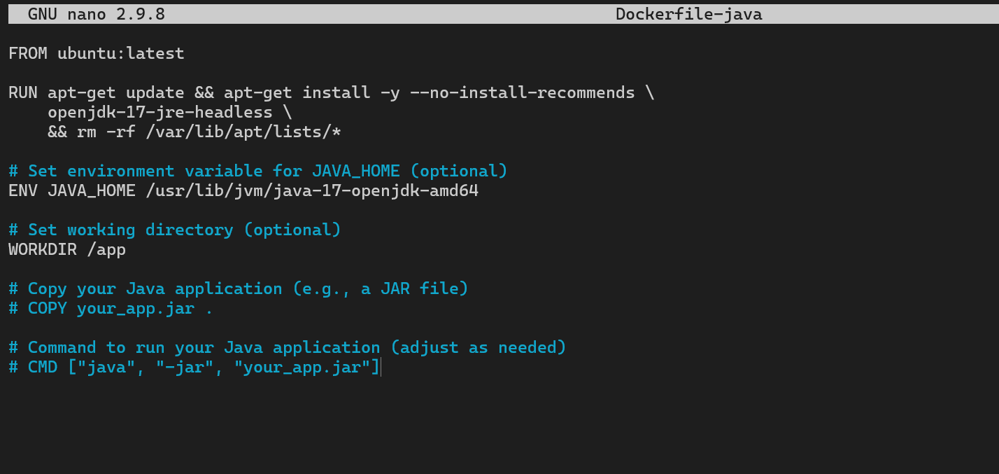 GNU nano 2.9.8 Dockerfile-java
FROM ubuntu:latest
RUN apt-get update && apt-get install -y --no-install-recommends \
openjdk-17-jre-headless \
&& rm -rf /var/lib/apt/lists/*
# Set environment variable for JAVA_HOME (optional)
ENV JAVA_HOME /usr/lib/jvm/java-17-openjdk-amd64
# Set working directory (optional)
WORKDIR /app
# Copy your Java application (e.g., a JAR file)
# COPY your_app.jar .
# Command to run your Java application (adjust as needed)
# CMD ["java", "-jar", "your_app.jar"]